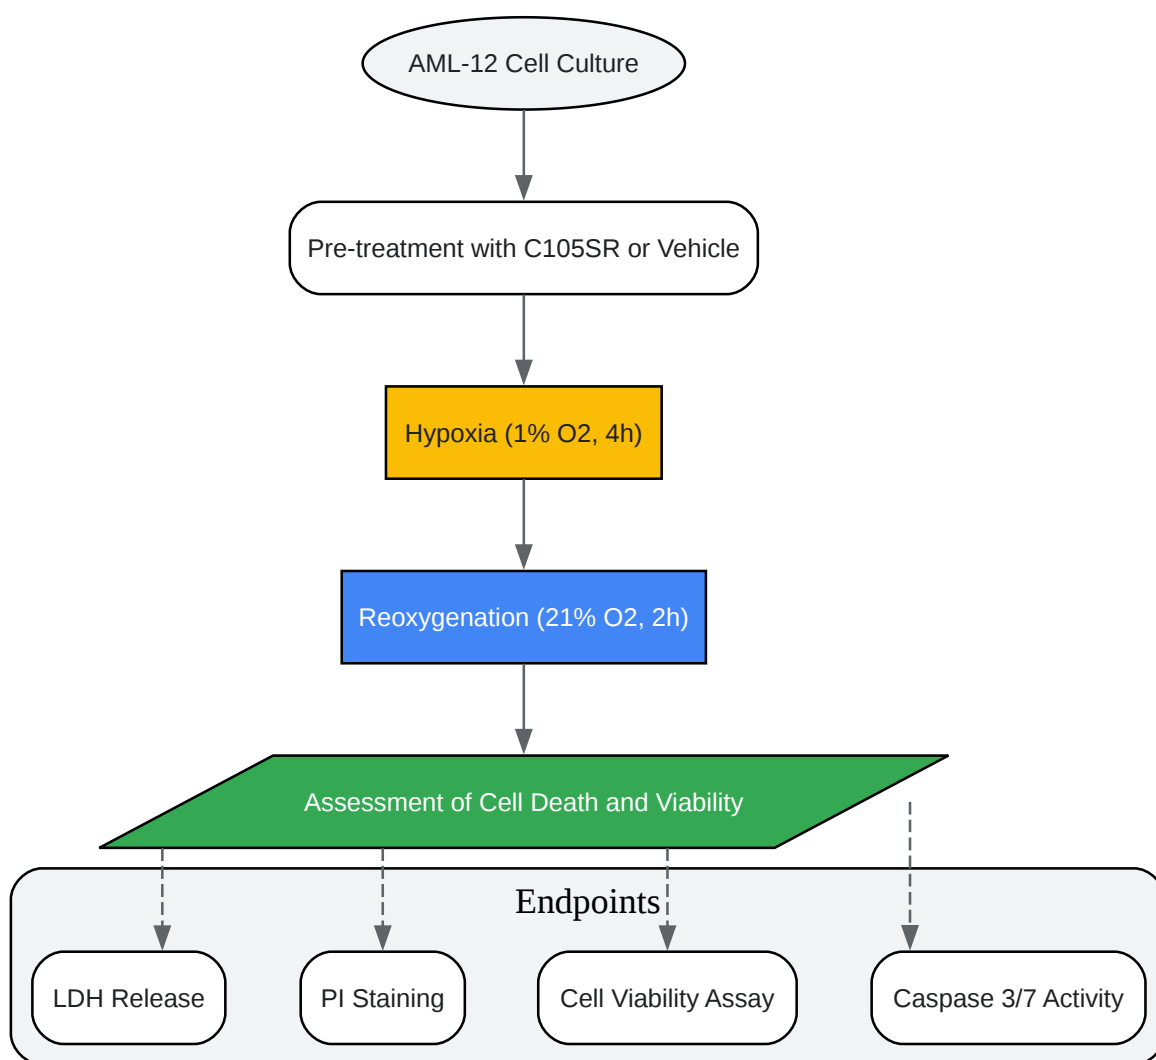 AML-12 Cell Culture
Pre-treatment with C105SR or Vehicle
Hypoxia (1% O2, 4h)
Reoxygenation (21% O2, 2h)
Assessment of Cell Death and Viability
Endpoints
LDH Release
PI Staining
Cell Viability Assay
Caspase 3/7 Activity